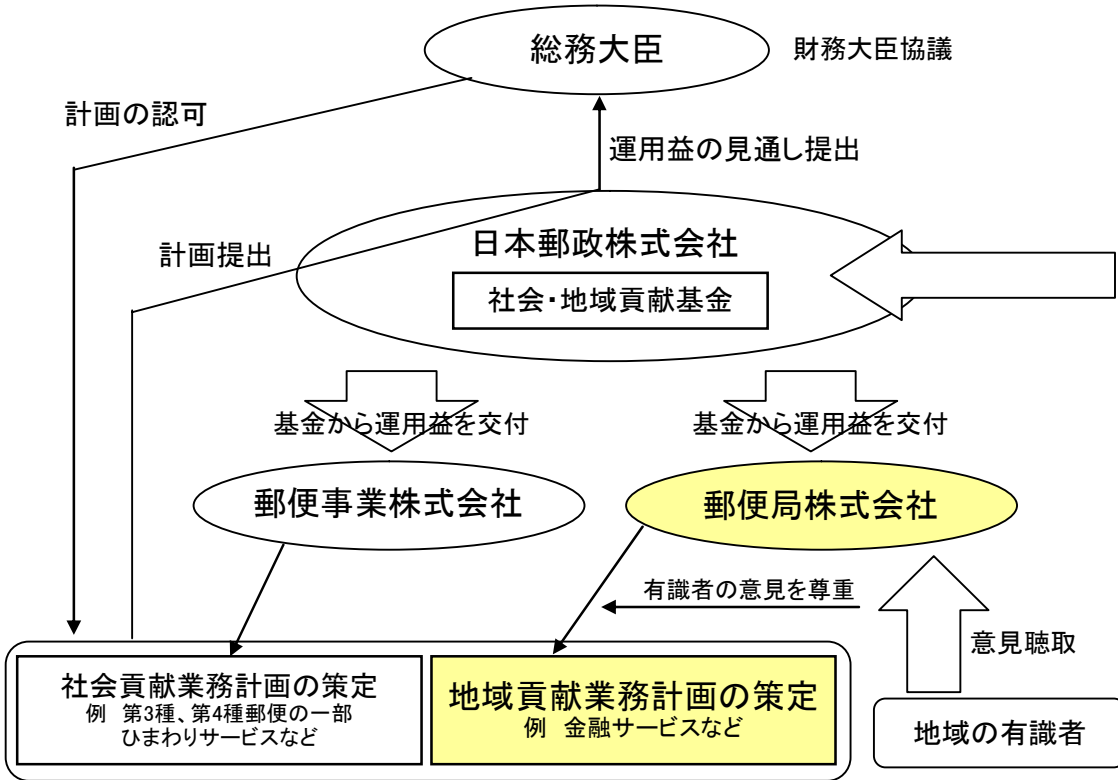 総務大臣
財務大臣協議
計画の認可
運用益の見通し提出
計画提出
日本郵政株式会社
社会・地域貢献基金
基金から運用益を交付
基金から運用益を交付
郵便事業株式会社
郵便局株式会社
有識者の意見を尊重
意見聴取
社会貢献業務計画の策定
例　第3種、第4種郵便の一部
ひまわりサービスなど
地域貢献業務計画の策定
例　金融サービスなど
地域の有識者